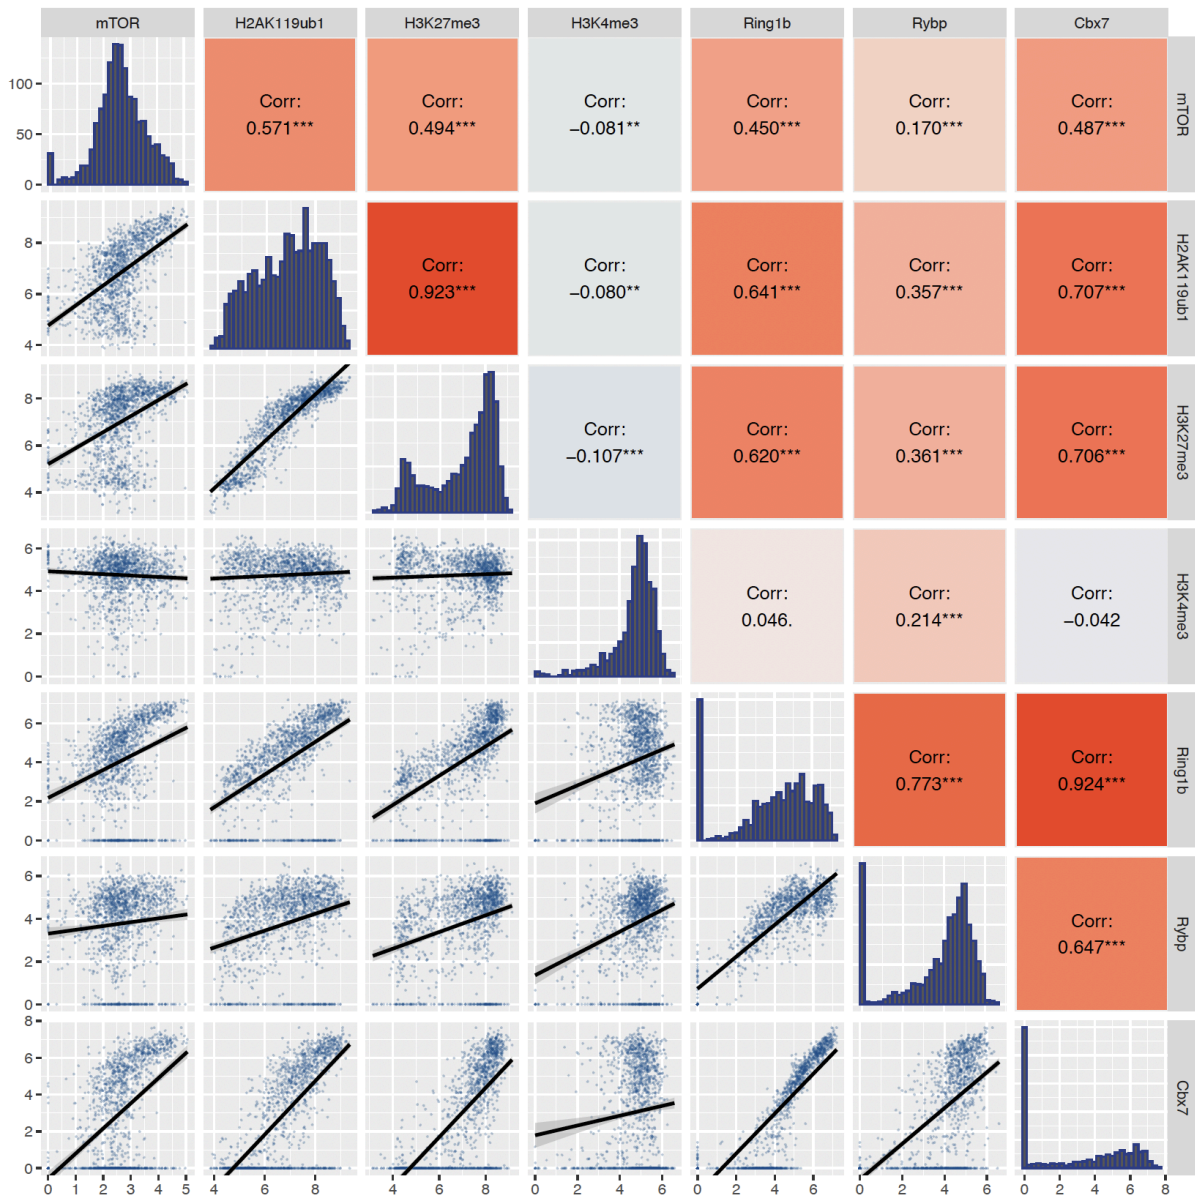 mTOR H2AK119ub1 H3K27me3 H3K4me3 Ring1b Rybp Cbx7
100
50
0
Corr:
0.571***
Corr:
0.494***
Corr:
−0.081**
Corr:
0.450***
Corr:
0.170***
Corr:
0.487***
mTOR
8
6
4
Corr:
0.923***
Corr:
−0.080**
Corr:
0.641***
Corr:
0.357***
Corr:
0.707***
H2AK119ub1
8
6
4
Corr:
−0.107***
Corr:
0.620***
Corr:
0.361***
Corr:
0.706***
H3K27me3
6
4
2
0
Corr:
0.046.
Corr:
0.214***
Corr:
−0.042
H3K4me3
6
4
2
0
Corr:
0.773***
Corr:
0.924***
Ring1b
6
4
2
0
Corr:
0.647***
Rybp
8
6
4
2
0
Cbx7
0 1 2 3 4 5 4 6 8 4 6 8 0 2 4 6 0 2 4 6 0 2 4 6 0 2 4 6 8